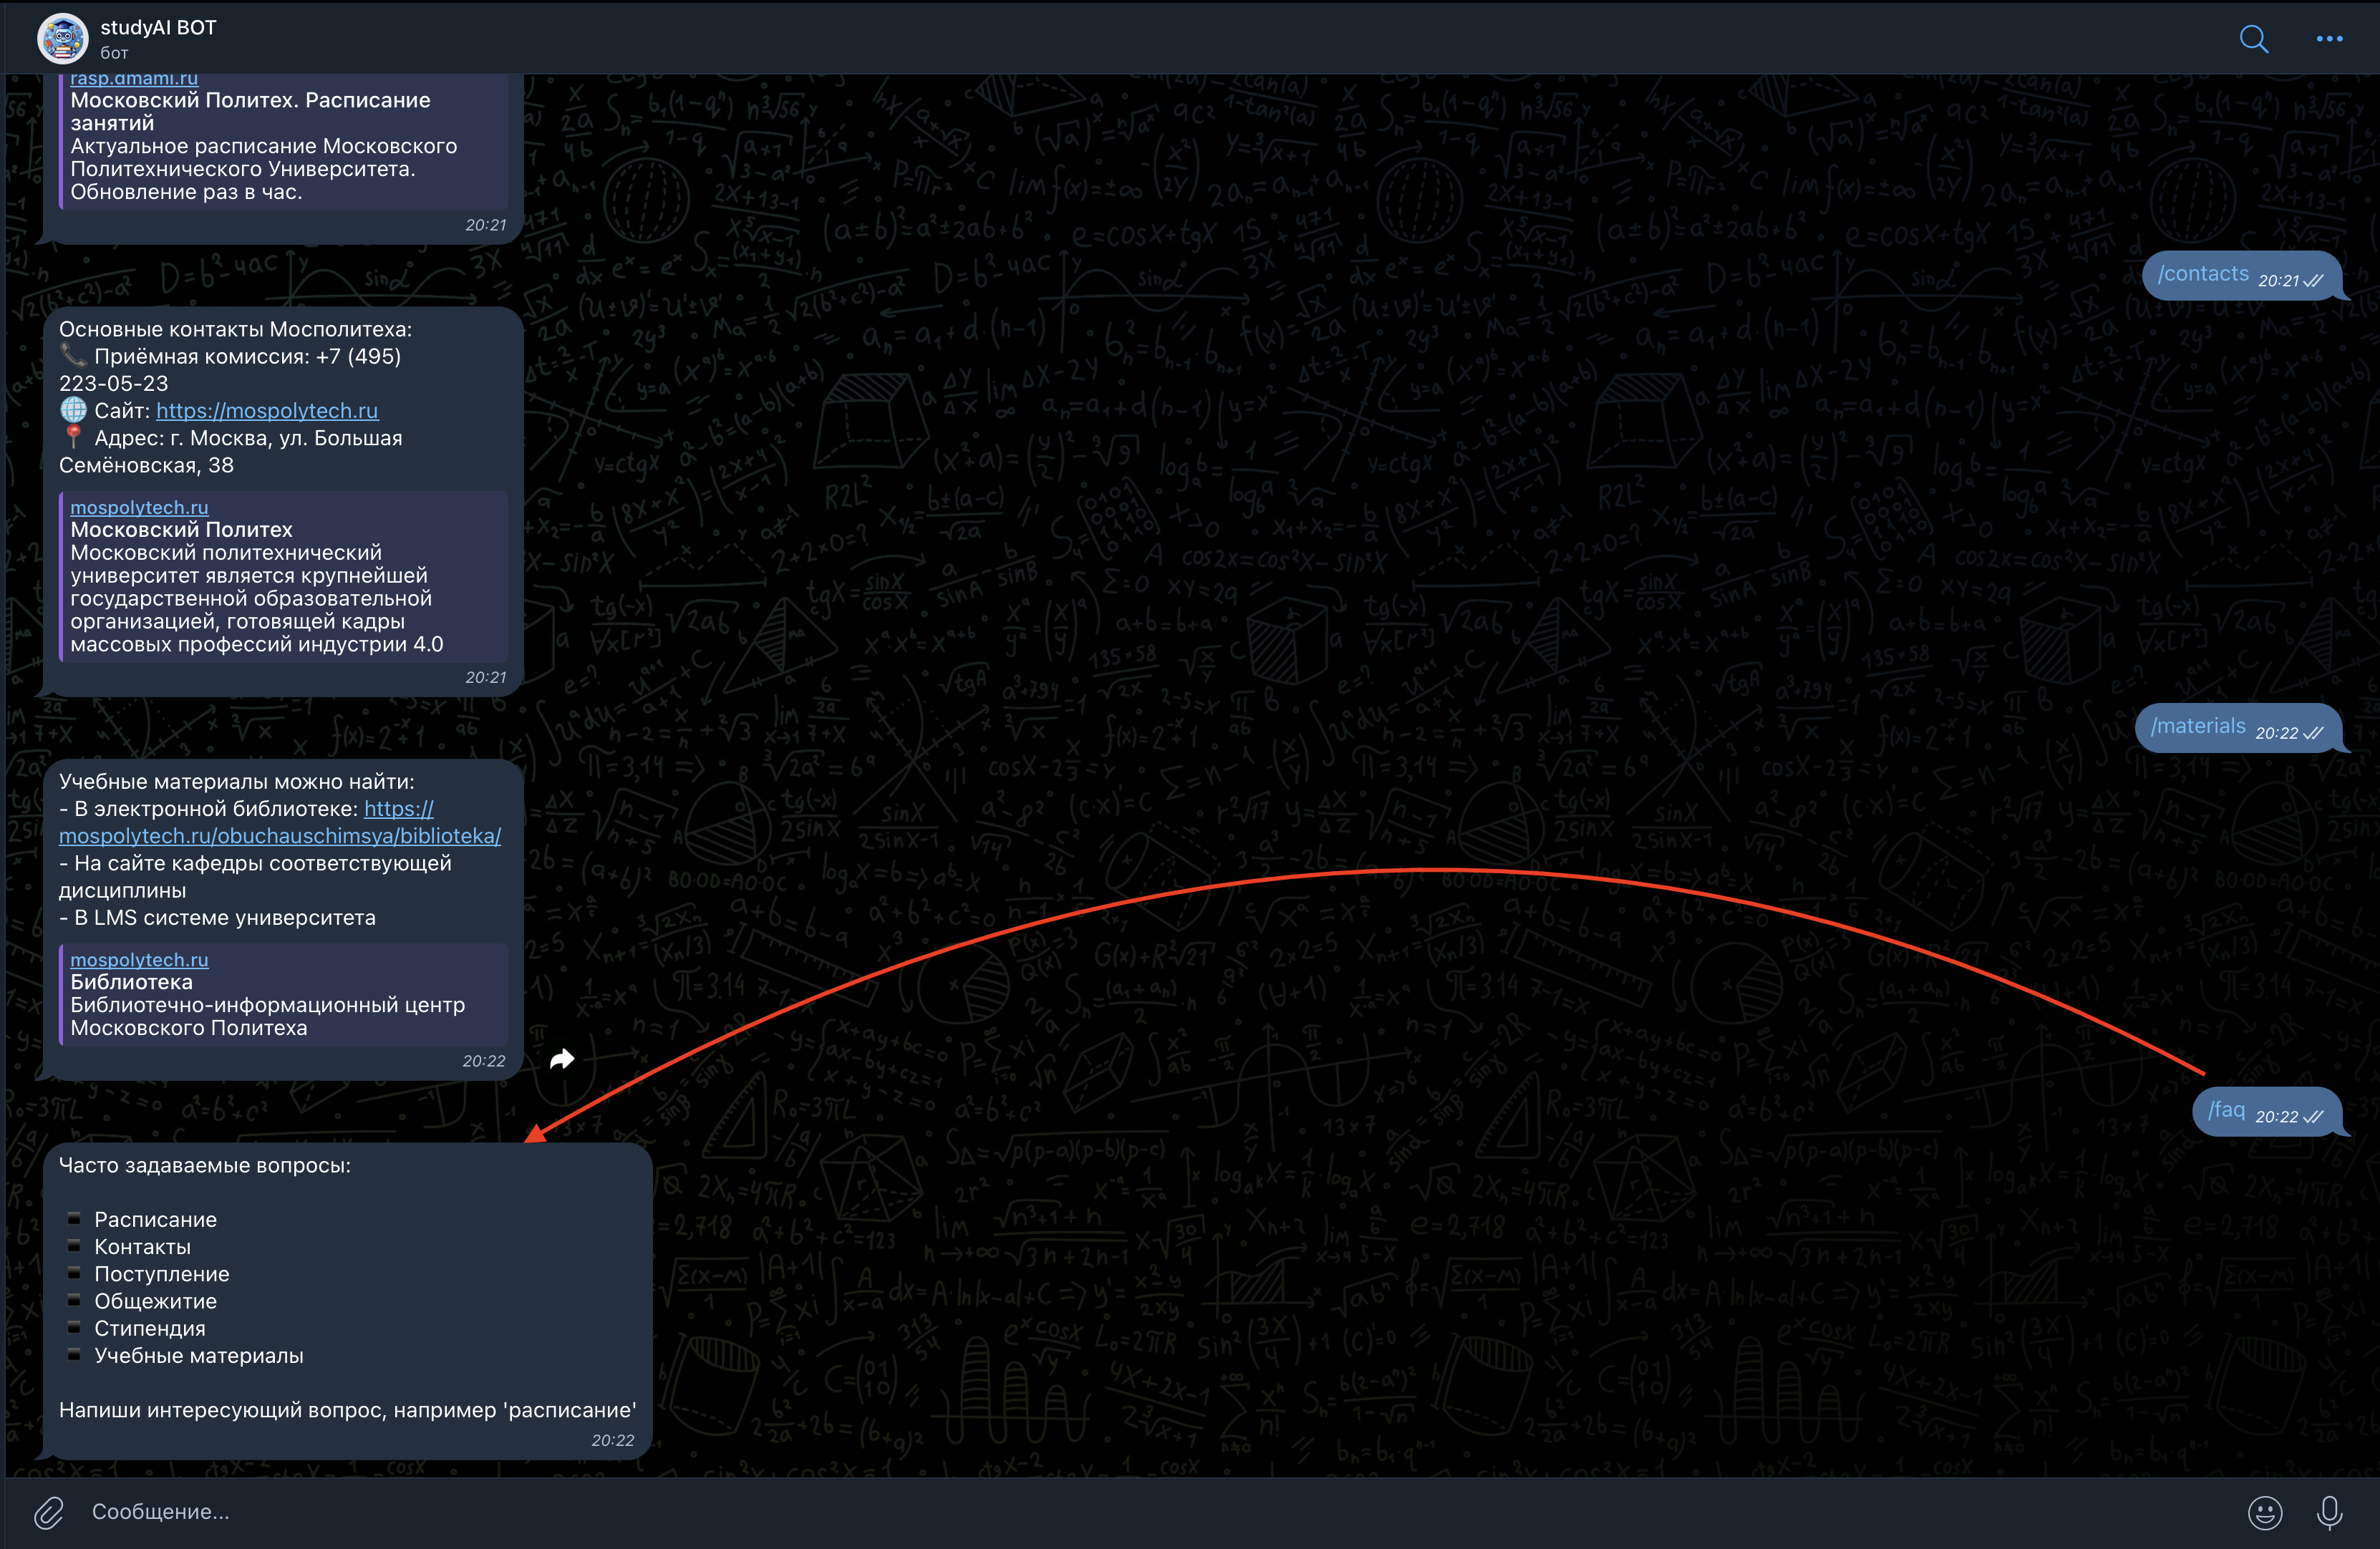 studyAI BOT
бот
rasp.dmami.ru
Московский Политех. Расписание
занятий
Актуальное расписание Московского
Политехнического Университета.
Обновление раз в час.
20:21
/contacts 20:21
Основные контакты Мосполитеха:
📞 Приёмная комиссия: +7 (495)
223-05-23
🌐 Сайт: https://mospolytech.ru
📍 Адрес: г. Москва, ул. Большая
Семёновская, 38
mospolytech.ru
Московский Политех
Московский политехнический
университет является крупнейшей
государственной образовательной
организацией, готовящей кадры
массовых профессий индустрии 4.0
20:21
/materials 20:22
Учебные материалы можно найти:
- В электронной библиотеке: https://
mospolytech.ru/obuchauschimsya/biblioteka/
- На сайте кафедры соответствующей
дисциплины
- В LMS системе университета
mospolytech.ru
Библиотека
Библиотечно-информационный центр
Московского Политеха
20:22
/faq 20:22
Часто задаваемые вопросы:
▪️ Расписание
▪️ Контакты
▪️ Поступление
▪️ Общежитие
▪️ Стипендия
▪️ Учебные материалы
Напиши интересующий вопрос, например 'расписание'
20:22
Сообщение...